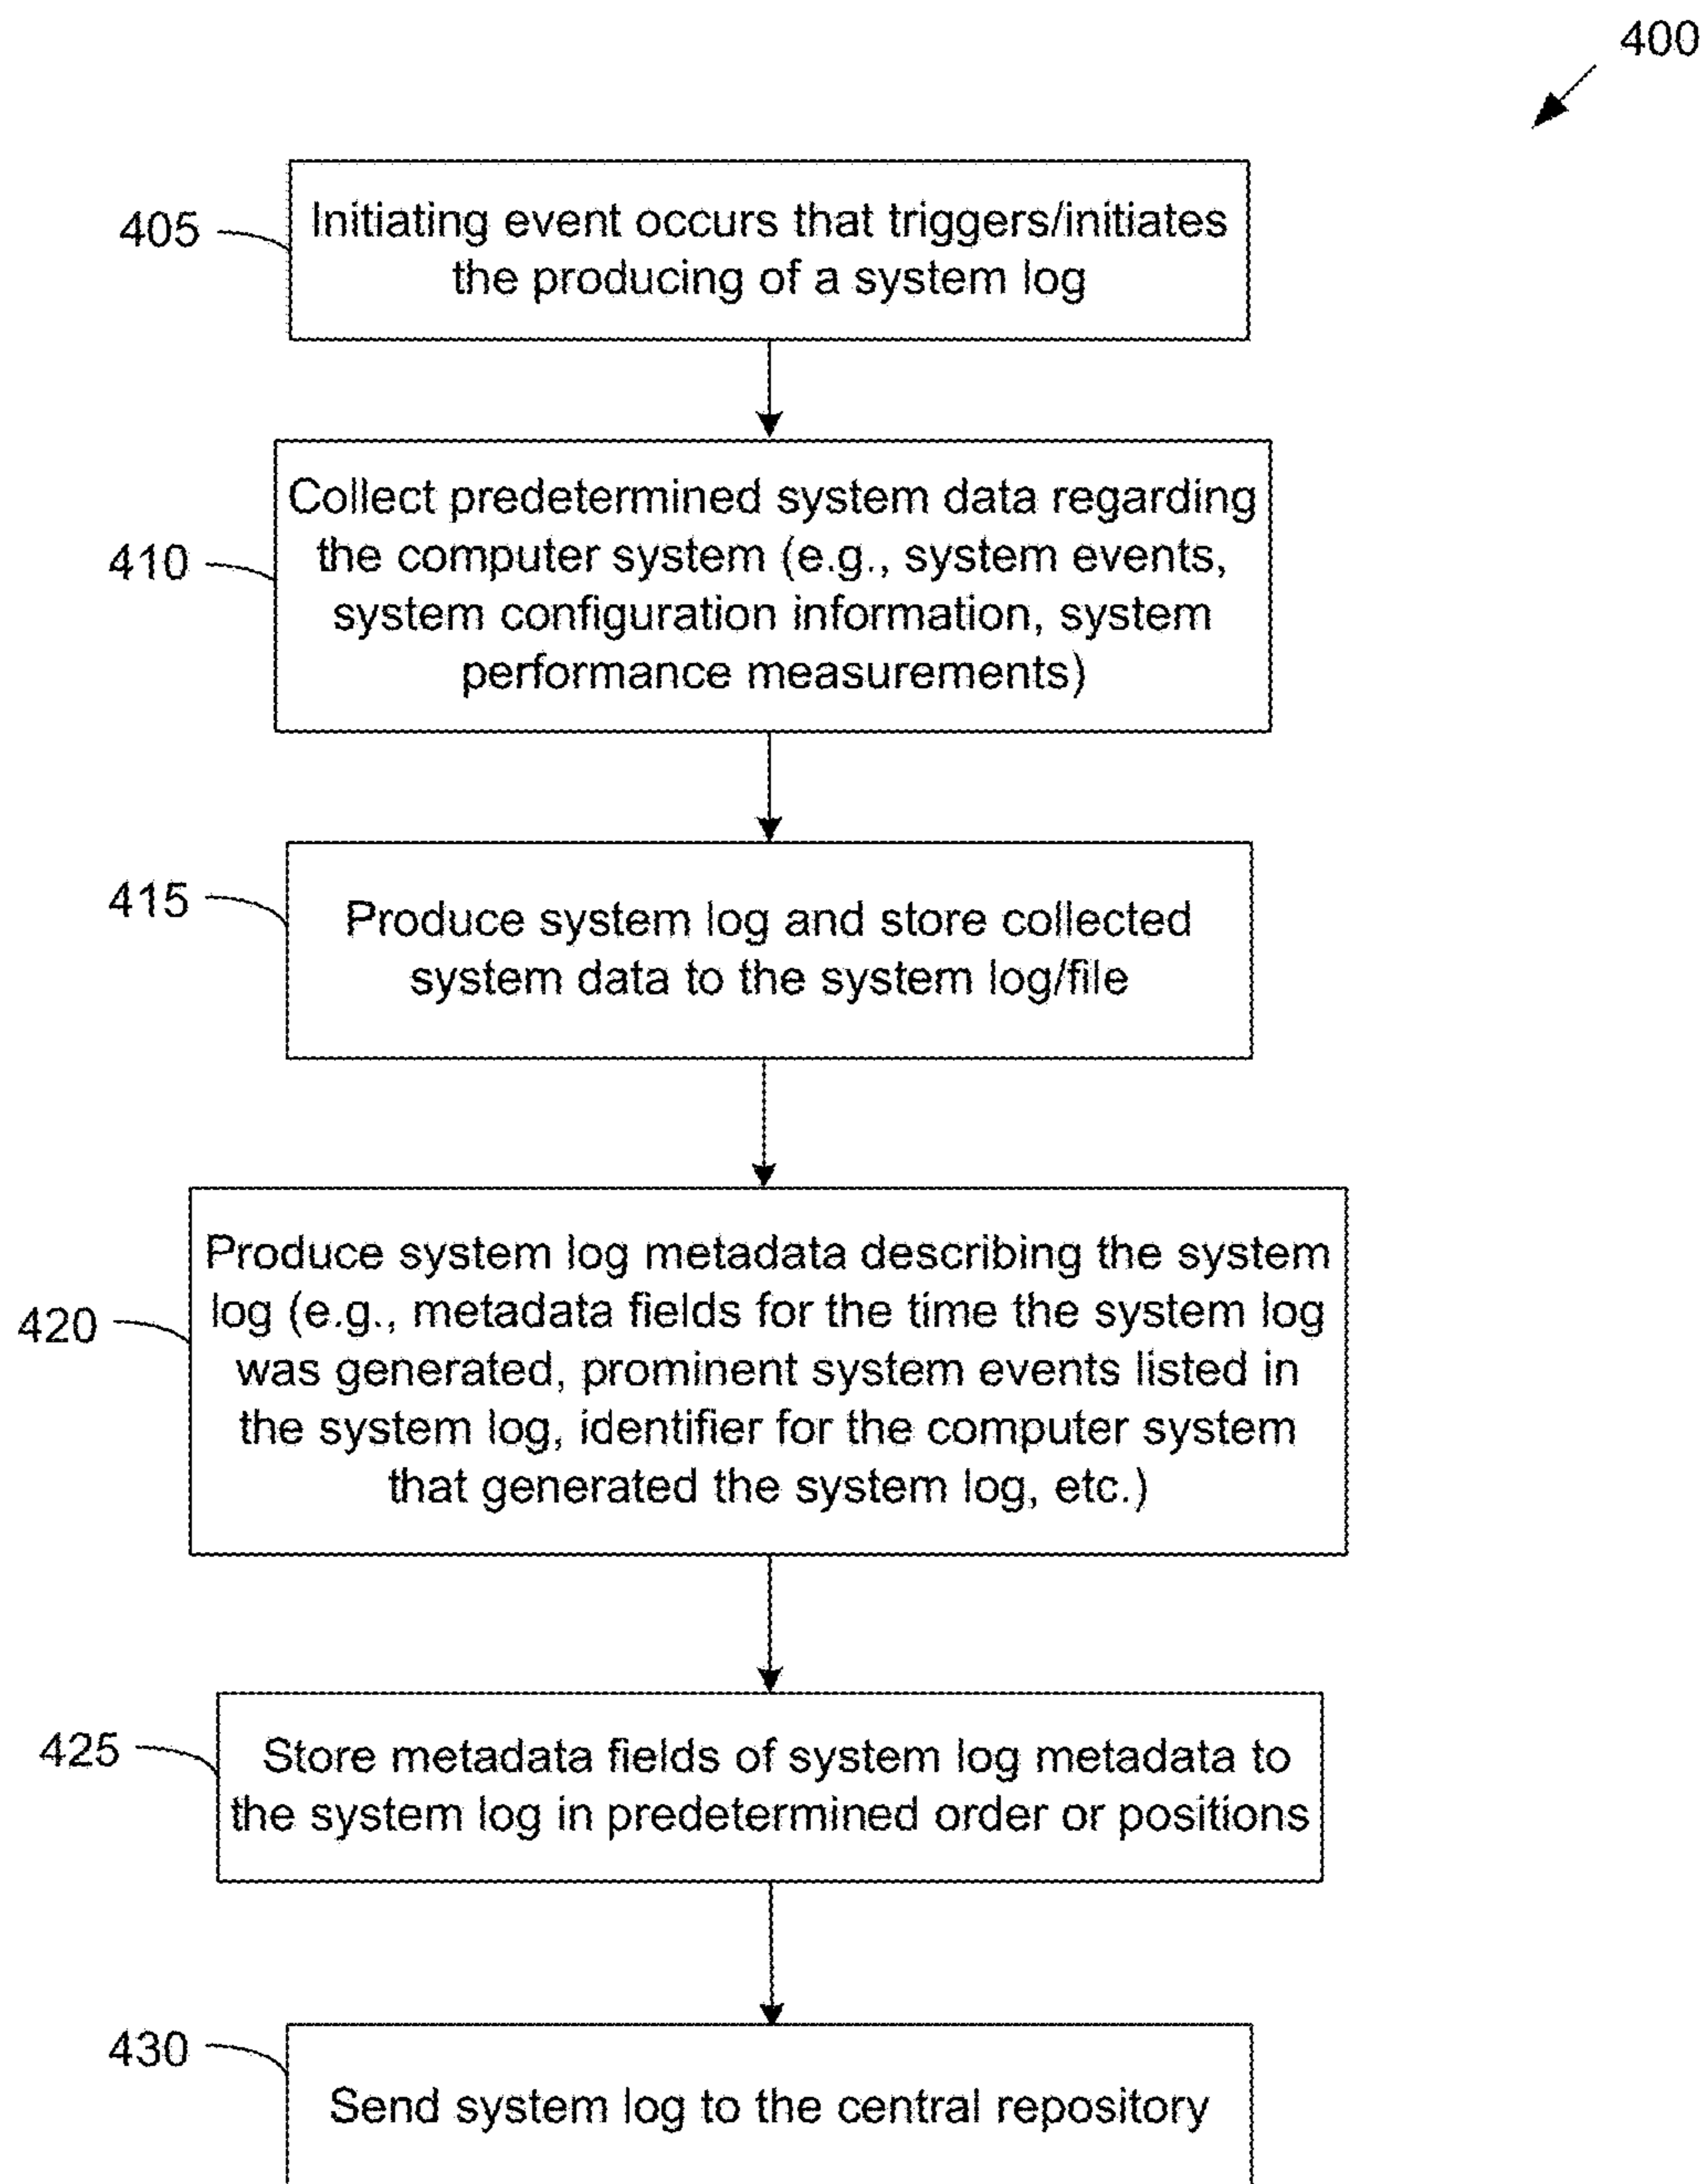 400
405
Initiating event occurs that triggers/initiates
the producing of a system log
410
Collect predetermined system data regarding
the computer system (e.g., system events,
system configuration information, system
performance measurements)
415
Produce system log and store collected
system data to the system log/file
420
Produce system log metadata describing the system
log (e.g., metadata fields for the time the system log
was generated, prominent system events listed in
the system log, identifier for the computer system
that generated the system log, etc.)
425
Store metadata fields of system log metadata to
the system log in predetermined order or positions
430
Send system log to the central repository